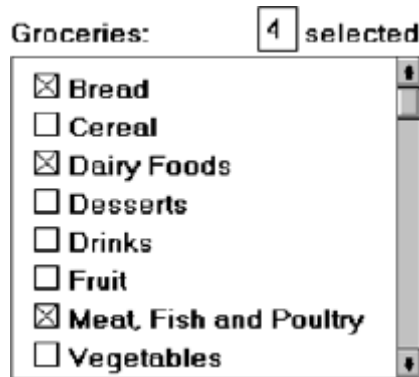 Groceries: 4 selected
Bread
Cereal
Dairy Foods
Desserts
Drinks
Fruit
Meat, Fish and Poultry
Vegetables